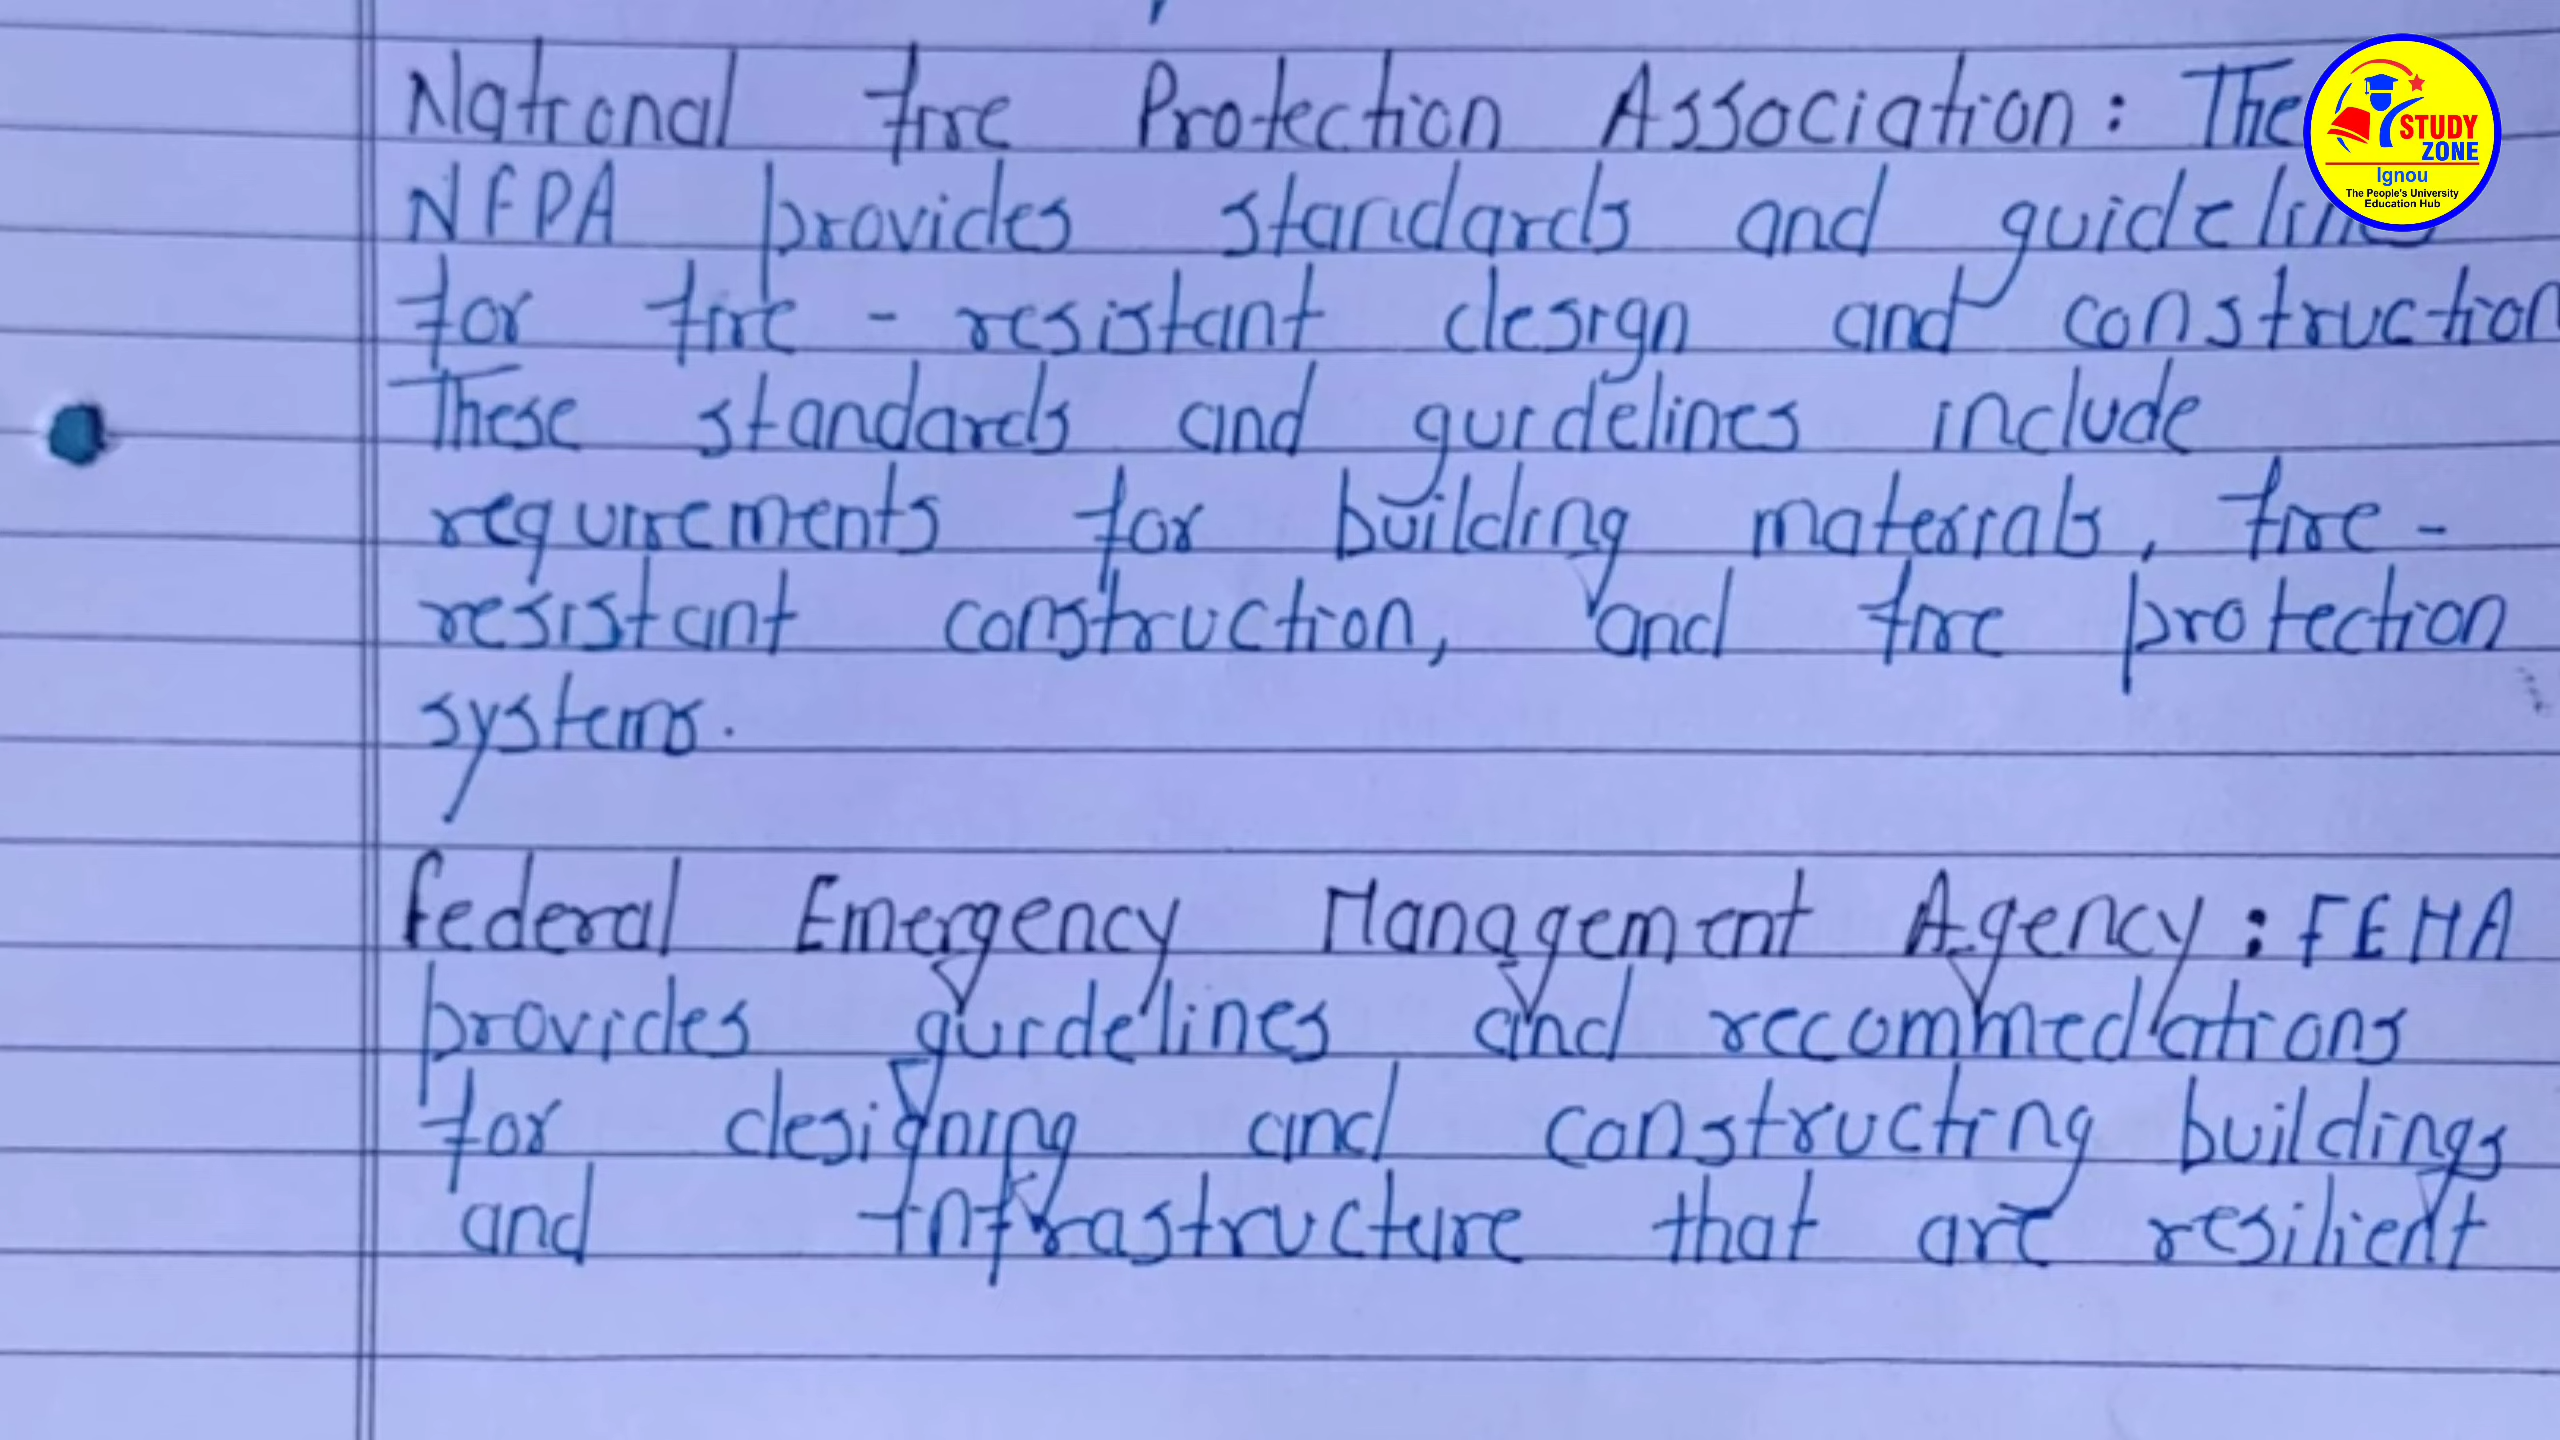 National Fire Protection Association: The
NFPA provides standards and guidelines
for fire - resistant design and construction
These standards and guidelines include
requirements for building materials, fire -
resistant construction, and fire protection
systems.
Federal Emergency Management Agency: FEMA
provides guidelines and recommedations
for designing and constructing buildings
and infrastructure that are resilient
STUDY
ZONE
Ignou
The People's University
Education Hub